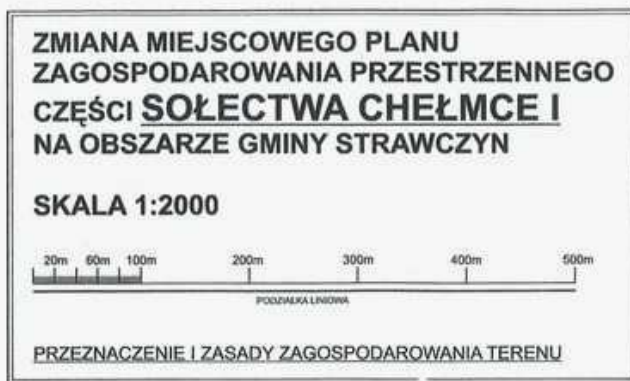 ZMIANA MIEJSCOWEGO PLANU
ZAGOSPODAROWANIA PRZESTRZENNEGO
CZĘŚCI SOŁECTWA CHEŁMCE I
NA OBSZARZE GMINY STRAWCZYN
SKALA 1:2000
20m 60m 100m 200m 300m 400m 500m
PODZIAŁKA LINIOWA
PRZEZNACZENIE I ZASADY ZAGOSPODAROWANIA TERENU